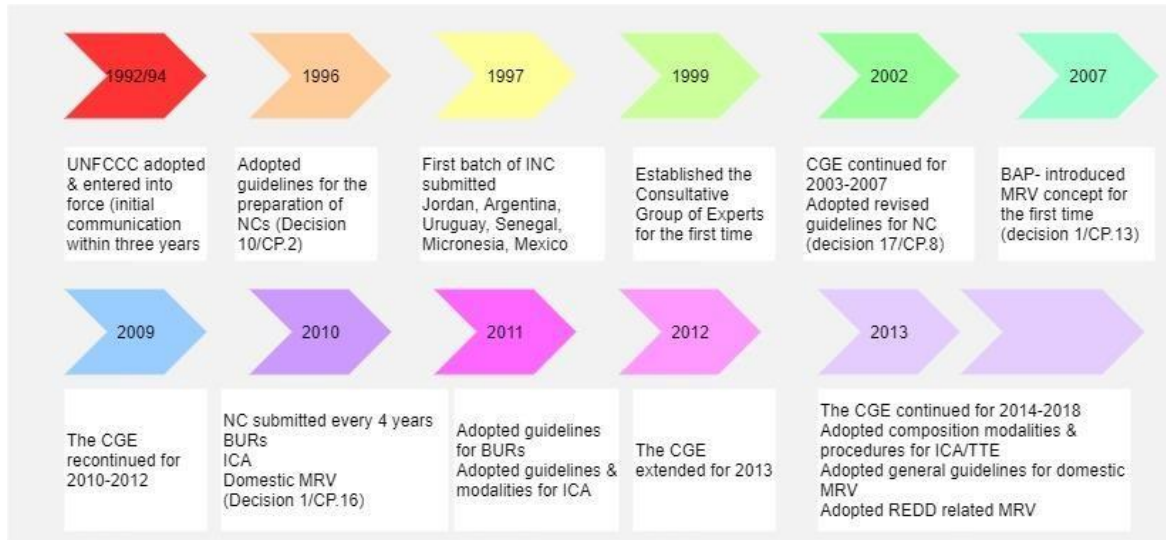 1992/94
1996
1997
1999
2002
2007
UNFCCC adopted
& entered into
force (initial
communication
within three years
Adopted
guidelines for the
preparation of
NCs (Decision
10/CP.2)
First batch of INC
submitted
Jordan, Argentina,
Uruguay, Senegal,
Micronesia, Mexico
Established the
Consultative
Group of Experts
for the first time
CGE continued for
2003-2007
Adopted revised
guidelines for NC
(decision 17/CP.8)
BAP- introduced
MRV concept for
the first time
(decision 1/CP.13)
2009
2010
2011
2012
2013
The CGE
recontinued for
2010-2012
NC submitted every 4 years
BURs
ICA
Domestic MRV
(Decision 1/CP.16)
Adopted guidelines
for BURs
Adopted guidelines &
modalities for ICA
The CGE
extended for 2013
The CGE continued for 2014-2018
Adopted composition modalities &
procedures for ICA/TTE
Adopted general guidelines for domestic
MRV
Adopted REDD related MRV